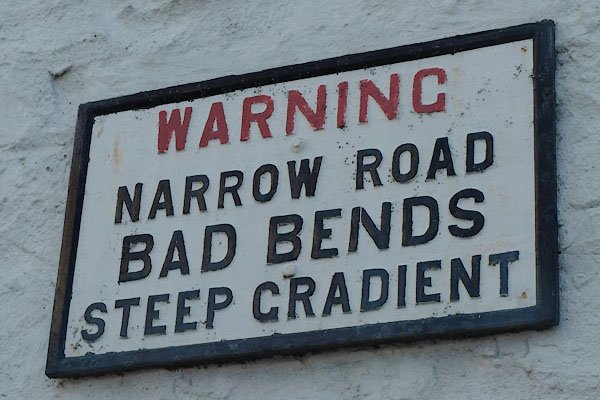 WARNING
NARROW ROAD
BAD BENDS
STEEP GRADIENT